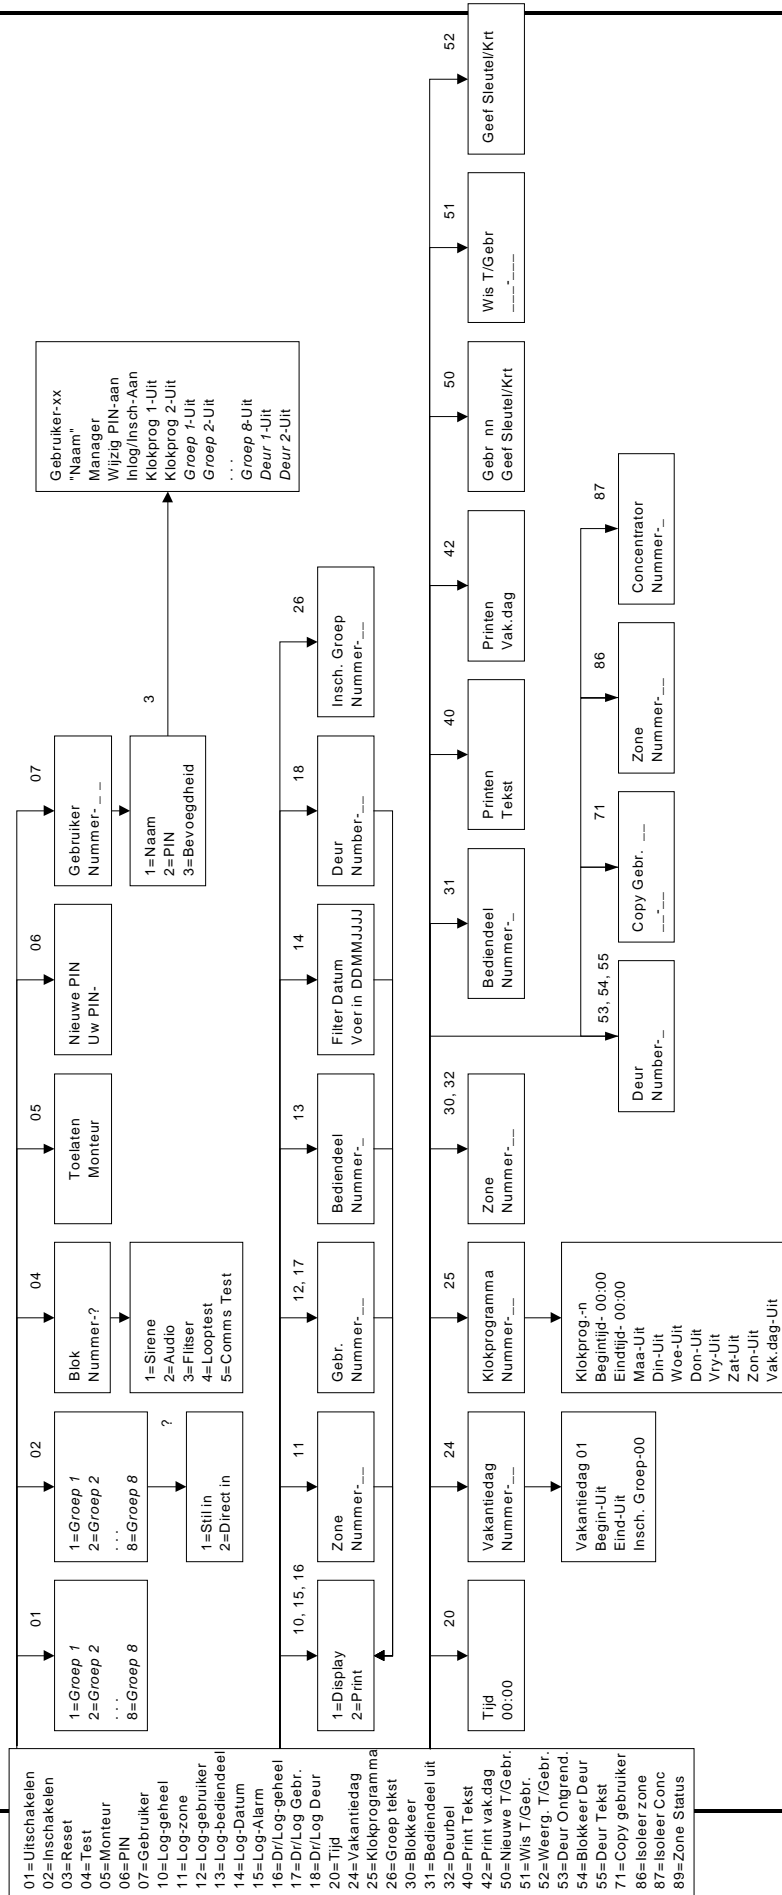 01=Uitschakelen
02=Inschakelen
03=Reset
04=Test
05=Monteur
06=PIN
07=Gebruiker
10=Log-geheel
11=Log-zone
12=Log-gebruiker
13=Log-bediendeel
14=Log-Datum
15=Log-Alarm
16=Dr/Log-geheel
17=Dr/Log Gebr.
18=Dr/Log Deur
20=Tijd
24=Vakantiedag
25=Klokprogramma
26=Groep tekst
30=Blokkeer
31=Bediendeel uit
32=Deurbel
40=Print Tekst
42=Print vak.dag
50=Nieuwe T/Gebr.
51=Wis T/Gebr.
52=Weerg. T/Gebr.
53=Deur Ontgrend.
54=Blokkeer Deur
55=Deur Tekst
71=Copy gebruiker
86=Isoleer zone
87=Isoleer Conc
89=Zone Status
01
1=Groep 1
2=Groep 2
. . .
8=Groep 8
02
1=Groep 1
2=Groep 2
. . .
8=Groep 8
?
1=Stil in
2=Direct in
04
Blok
Nummer-?
1=Sirene
2=Audio
3=Flitser
4=Looptest
5=Comms Test
05
Toelaten
Monteur
06
Nieuwe PIN
Uw PIN-
07
Gebruiker
Nummer-_ _
1=Naam
2=PIN
3=Bevoegdheid
3
Gebruiker-xx
"Naam"
Manager
Wijzig PIN-aan
Inlog/Insch-Aan
Klokprog 1-Uit
Klokprog 2-Uit
Groep 1-Uit
Groep 2-Uit
. . .
Groep 8-Uit
Deur 1-Uit
Deur 2-Uit
10, 15, 16
1=Display
2=Print
11
Zone
Nummer-__
12, 17
Gebr.
Nummer-__
13
Bediendeel
Nummer-_
14
Filter Datum
Voer in DDMMJJJJ
18
Deur
Number-__
26
Insch. Groep
Nummer-__
20
Tijd
00:00
24
Vakantiedag
Nummer-__
Vakantiedag 01
Begin-Uit
Eind-Uit
Insch. Groep-00
25
Klokprogramma
Nummer-__
Klokprog.-n
Begintijd- 00:00
Eindtijd- 00:00
Maa-Uit
Din-Uit
Woe-Uit
Don-Uit
Vry-Uit
Zat-Uit
Zon-Uit
Vak.dag-Uit
30, 32
Zone
Nummer-__
31
Bediendeel
Nummer-_
40
Printen
Tekst
42
Printen
Vak.dag
50
Gebr nn
Geef Sleutel/Krt
51
Wis T/Gebr
___-___
52
Geef Sleutel/Krt
53, 54, 55
Deur
Number-_
71
Copy Gebr. __
__-__
86
Zone
Nummer-__
87
Concentrator
Nummer-_